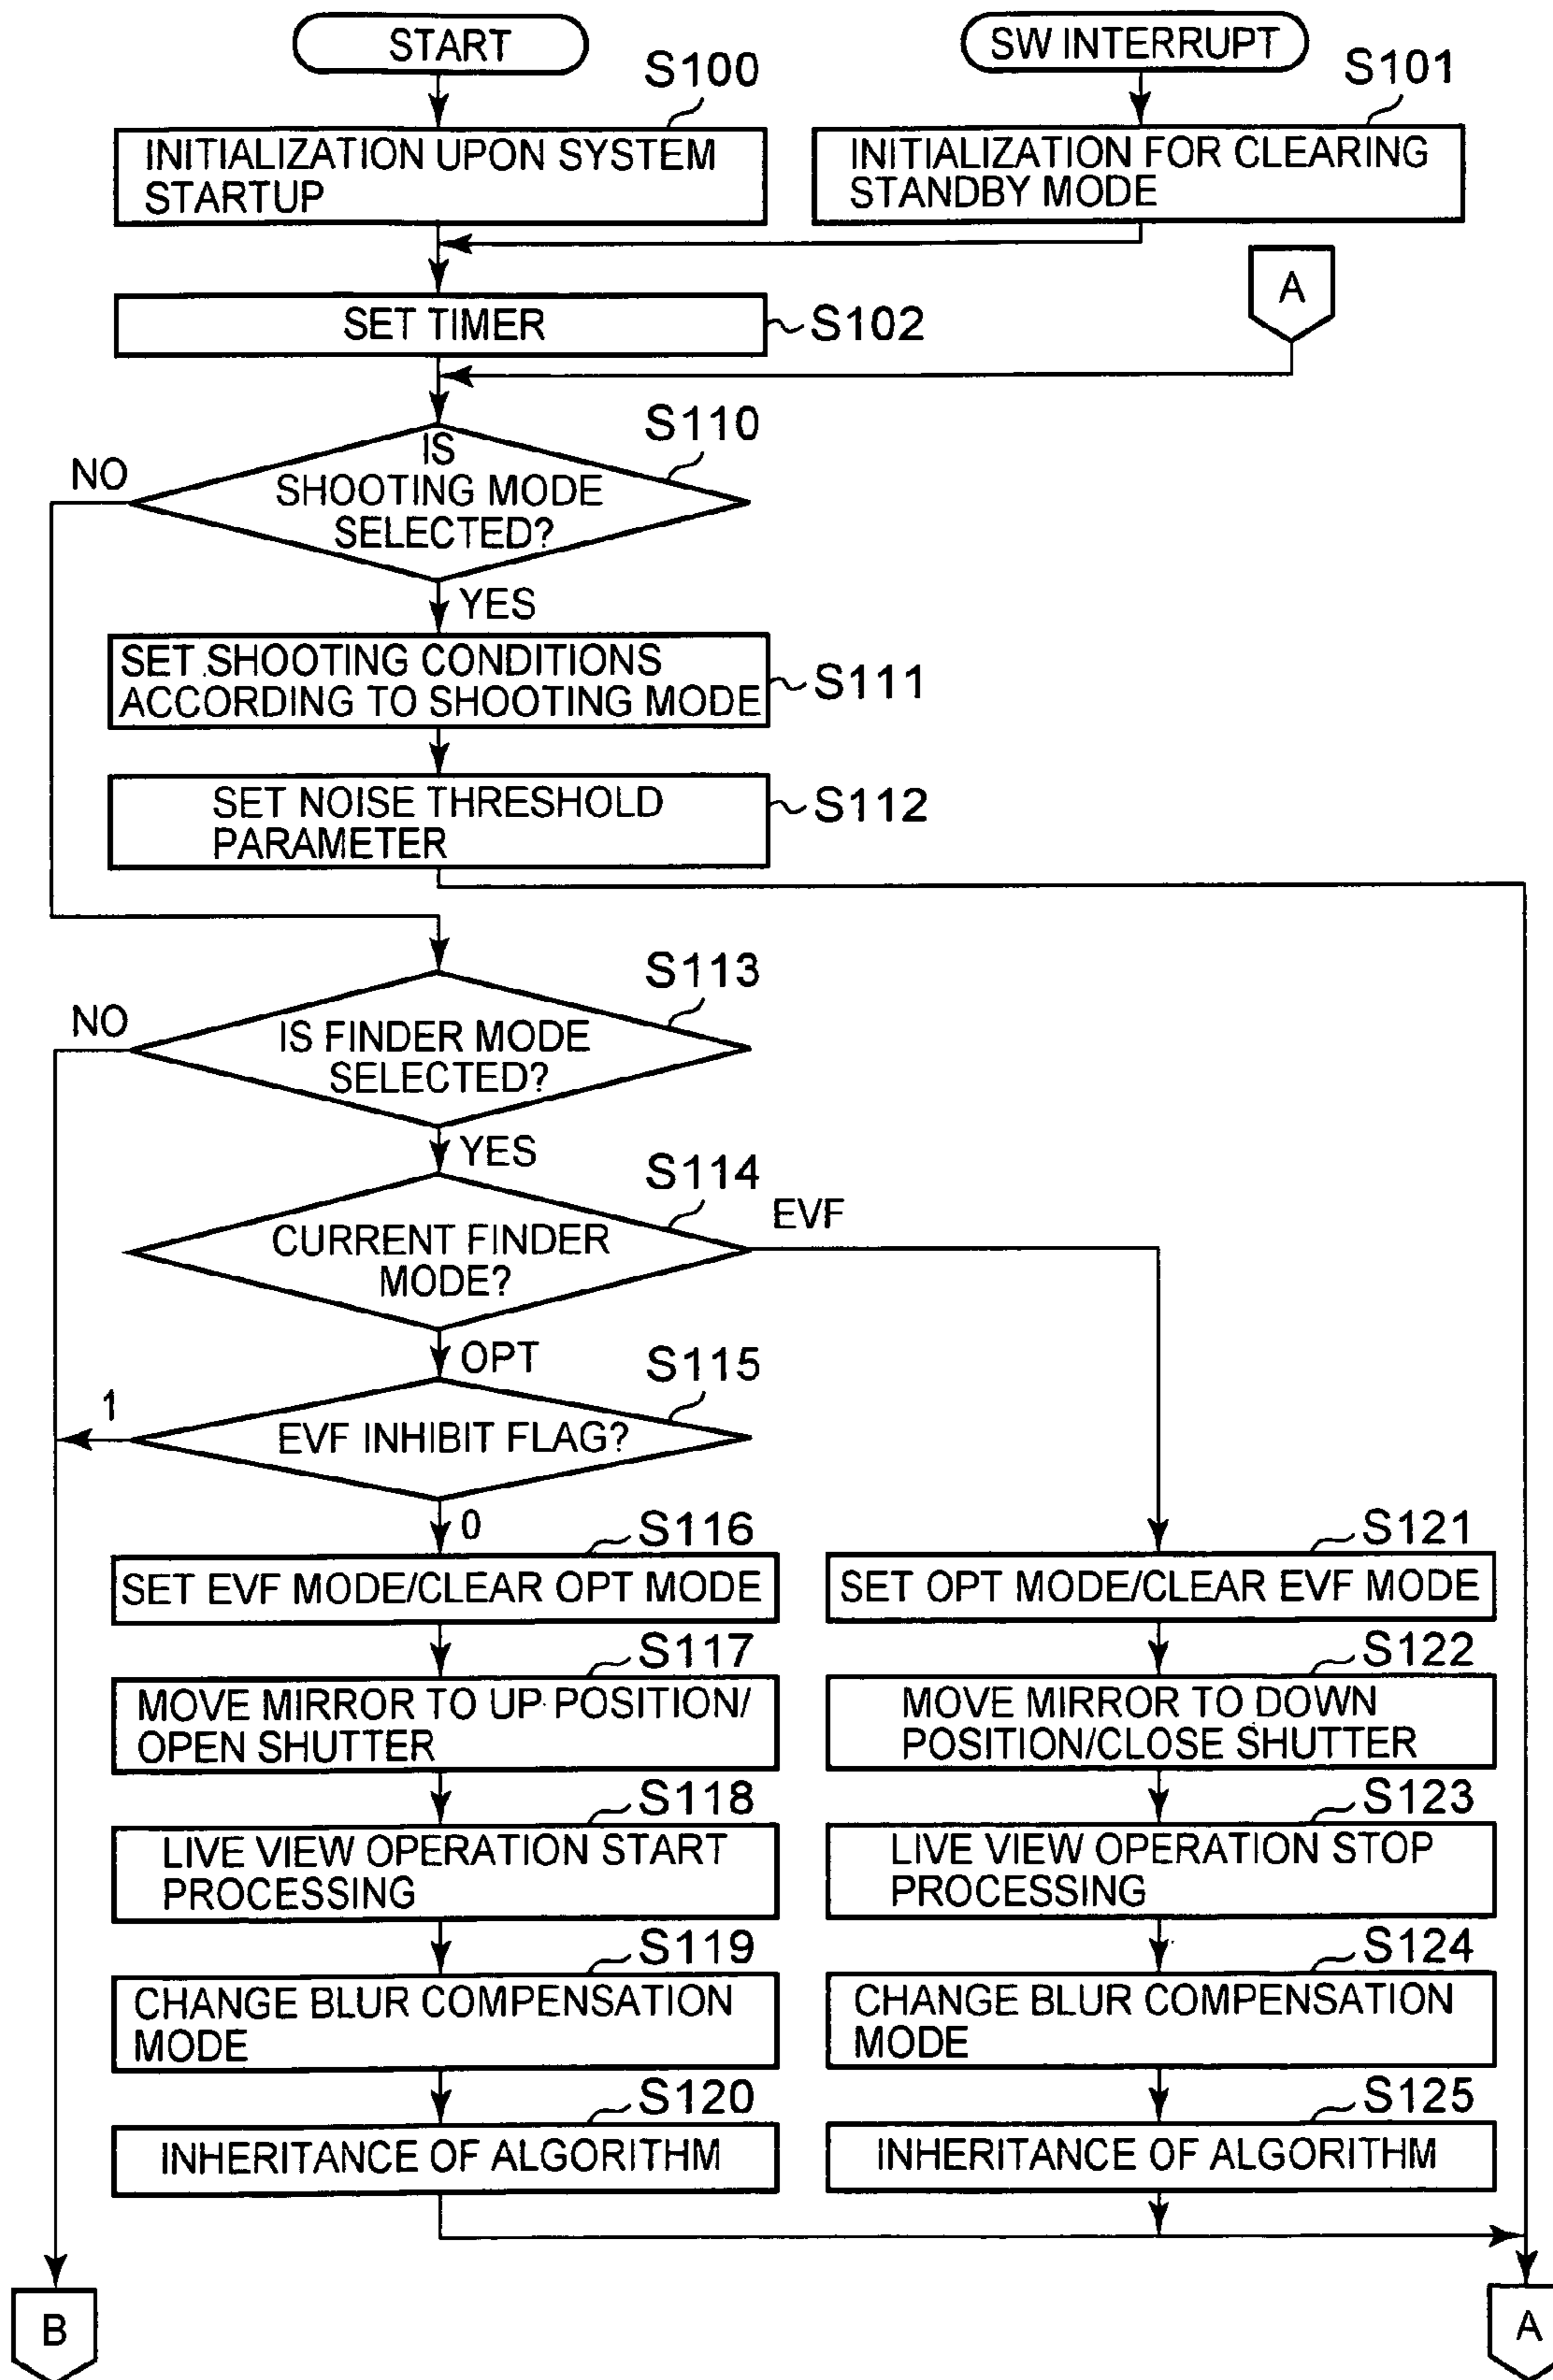 START
SW INTERRUPT
S100
S101
INITIALIZATION UPON SYSTEM
STARTUP
INITIALIZATION FOR CLEARING
STANDBY MODE
A
SET TIMER
S102
S110
NO
IS
SHOOTING MODE
SELECTED?
YES
SET SHOOTING CONDITIONS
ACCORDING TO SHOOTING MODE
S111
SET NOISE THRESHOLD
PARAMETER
S112
S113
NO
IS FINDER MODE
SELECTED?
YES
S114
EVF
CURRENT FINDER
MODE?
OPT
S115
1
EVF INHIBIT FLAG?
0
S116
S121
SET EVF MODE/CLEAR OPT MODE
SET OPT MODE/CLEAR EVF MODE
S117
S122
MOVE MIRROR TO UP POSITION/
OPEN SHUTTER
MOVE MIRROR TO DOWN
POSITION/CLOSE SHUTTER
S118
S123
LIVE VIEW OPERATION START
PROCESSING
LIVE VIEW OPERATION STOP
PROCESSING
S119
S124
CHANGE BLUR COMPENSATION
MODE
CHANGE BLUR COMPENSATION
MODE
S120
S125
INHERITANCE OF ALGORITHM
INHERITANCE OF ALGORITHM
B
A